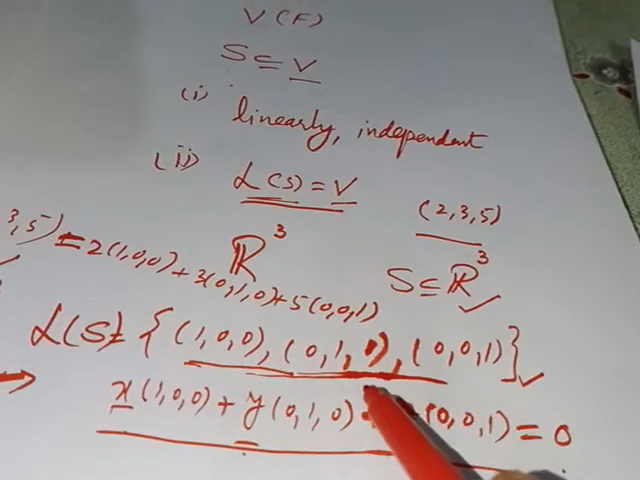 V(F)
S ⊆ V
(i) linearly, independent
(ii) L(S) = V
(2,3,5)
3,5) = 2(1,0,0) + 3(0,1,0) + 5(0,0,1)
ℝ³
S ⊆ ℝ³
L(S) = {(1,0,0), (0,1,0), (0,0,1)}
x(1,0,0) + y(0,1,0) (0,0,1) = 0